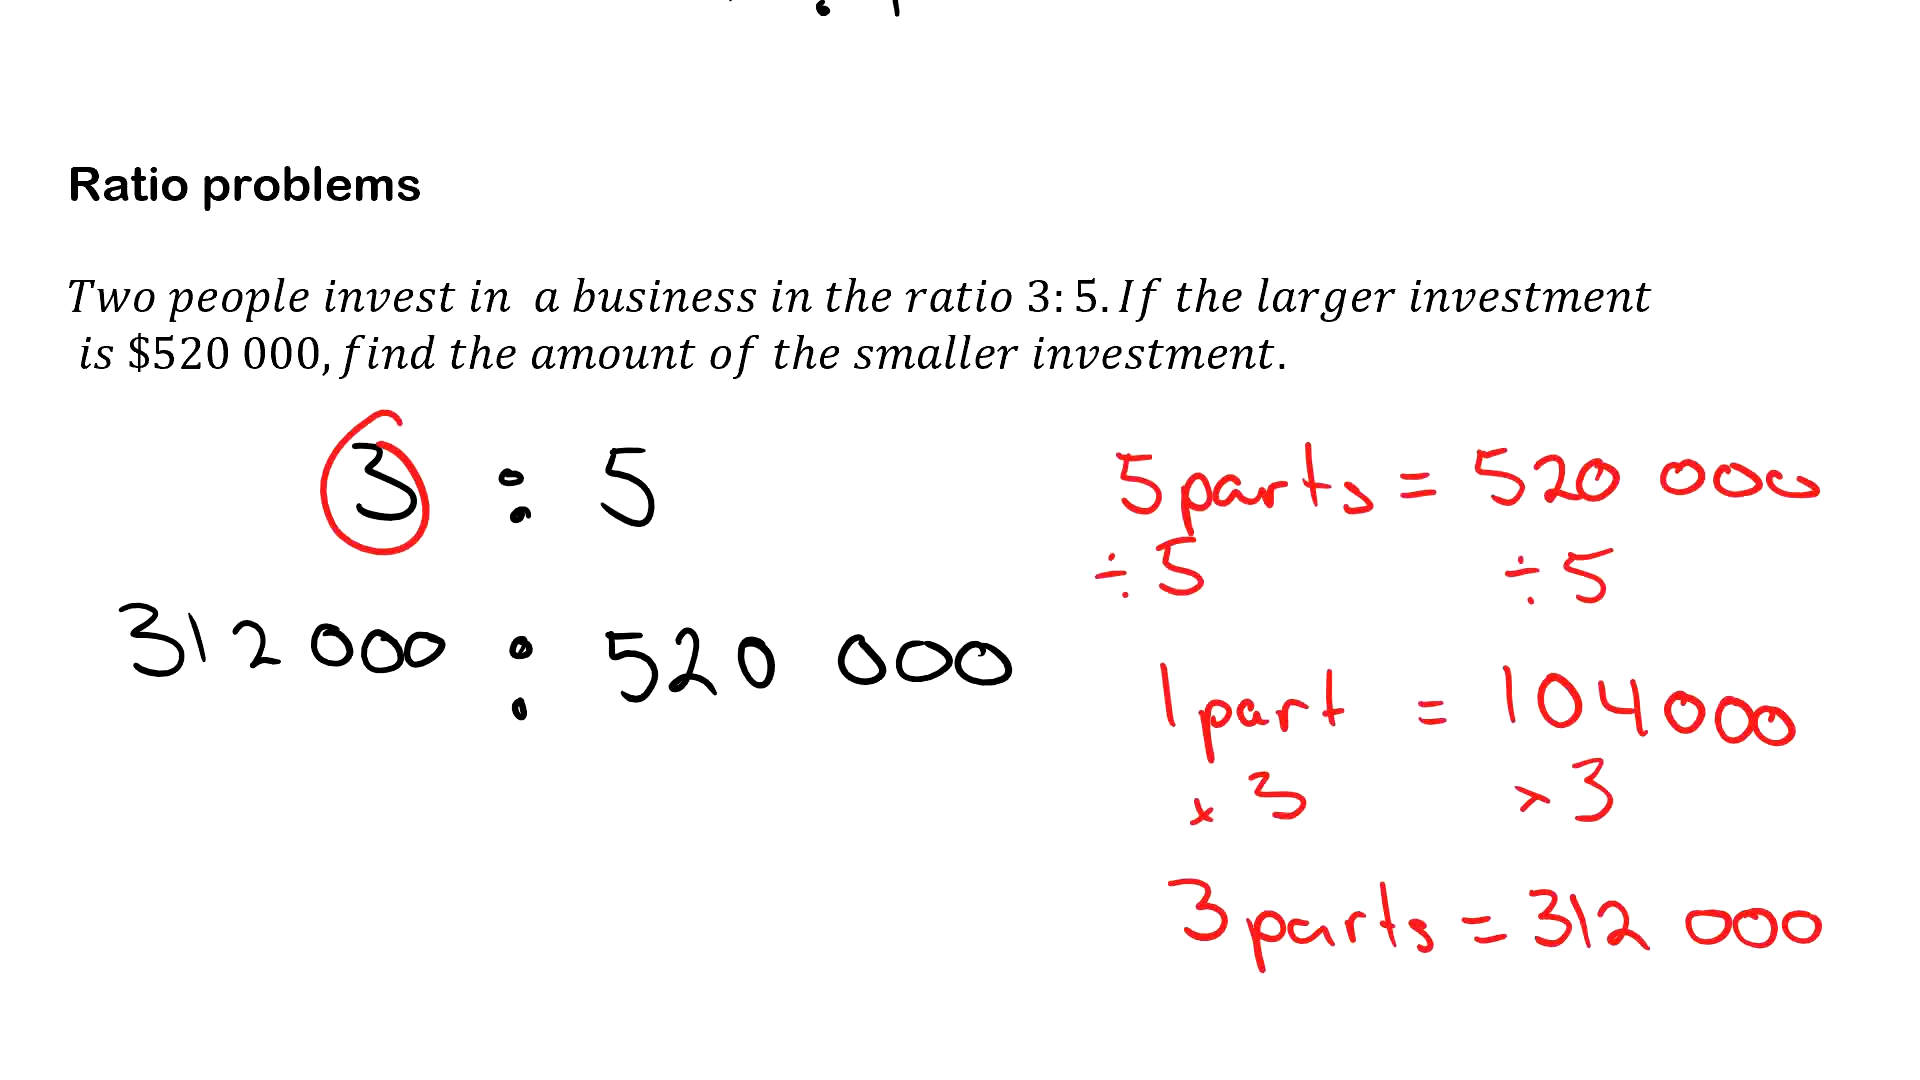 Ratio problems
Two people invest in a business in the ratio 3:5. If the larger investment
is $520 000, find the amount of the smaller investment.
3 : 5
312 000 : 520 000
5 parts = 520 000
÷ 5 ÷ 5
1 part = 104 000
× 3 × 3
3 parts = 312 000